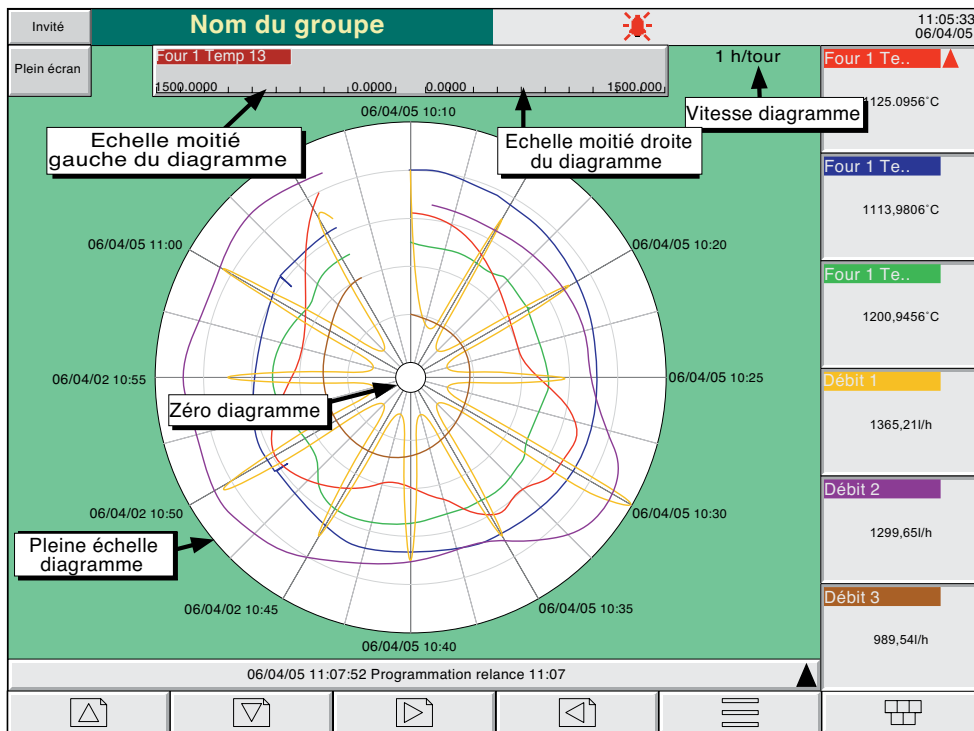 Invité
Nom du groupe
11:05:33
06/04/05
Plein écran
Four 1 Temp 13
1500.0000
0.0000
0.0000
1500.000
1 h/tour
Echelle moitié
gauche du diagramme
Echelle moitié droite
du diagramme
Vitesse diagramme
Four 1 Te..
1125.0956°C
Four 1 Te..
1113,9806°C
Four 1 Te..
1200,9456°C
Débit 1
1365,21l/h
Débit 2
1299,65l/h
Débit 3
989,54l/h
06/04/05 10:10
06/04/05 10:20
06/04/05 10:25
06/04/05 10:30
06/04/05 10:35
06/04/05 10:40
06/04/02 10:45
06/04/02 10:50
06/04/02 10:55
06/04/05 11:00
Zéro diagramme
Pleine échelle
diagramme
06/04/05 11:07:52 Programmation relance 11:07